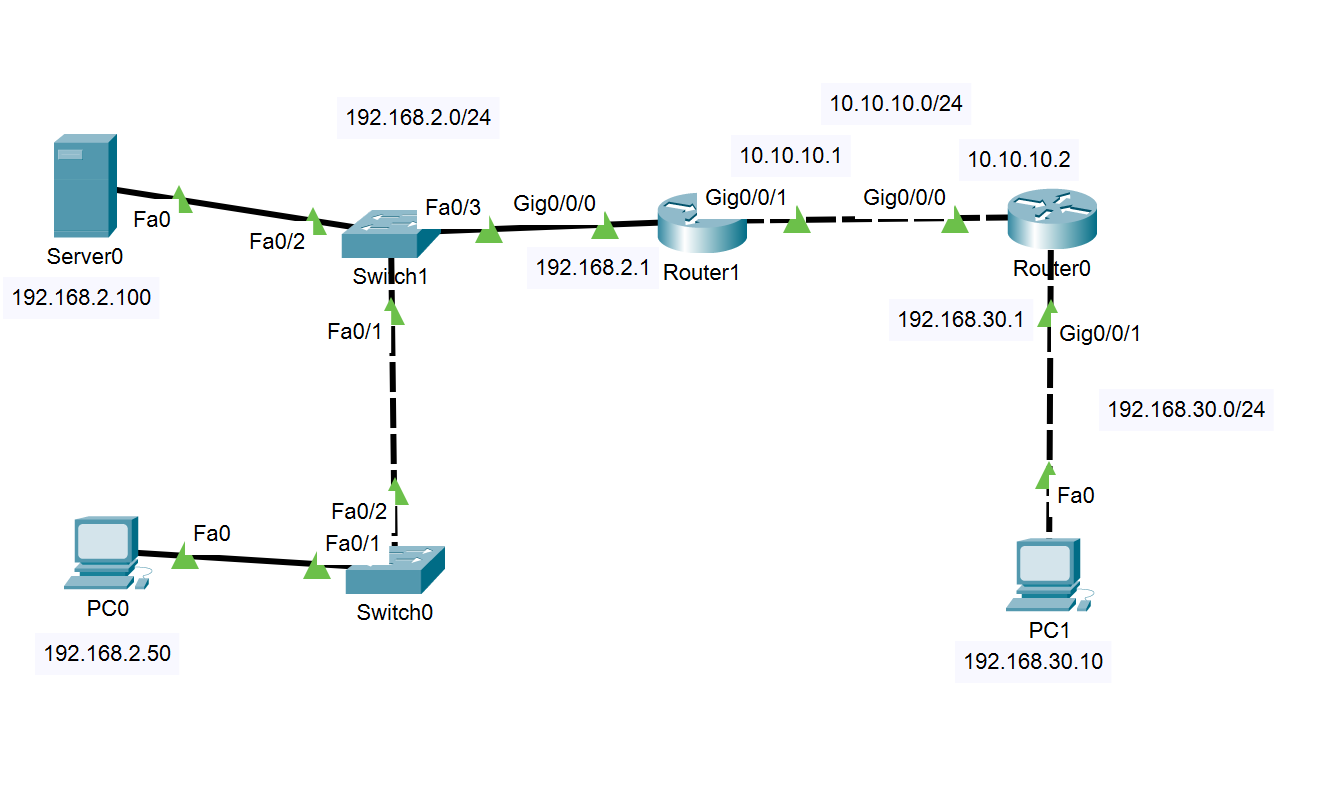 10.10.10.0/24
192.168.2.0/24
10.10.10.1
10.10.10.2
Fa0/3
Gig0/0/0
Gig0/0/1
Gig0/0/0
Fa0
Fa0/2
Server0
192.168.2.1
Router1
Router0
Switch1
192.168.2.100
192.168.30.1
Fa0/1
Gig0/0/1
192.168.30.0/24
Fa0
Fa0/2
Fa0
Fa0/1
PC0
Switch0
PC1
192.168.2.50
192.168.30.10